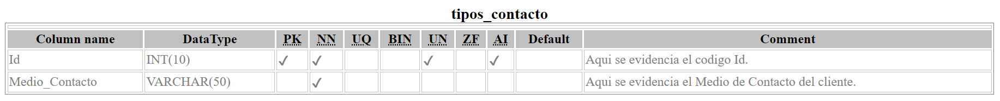 tipos_contacto
Column name DataType PK NN UQ BIN UN ZF AI Default Comment
Id INT(10) ✓ ✓ ✓ ✓ Aqui se evidencia el codigo Id.
Medio_Contacto VARCHAR(50) ✓ Aqui se evidencia el Medio de Contacto del cliente.